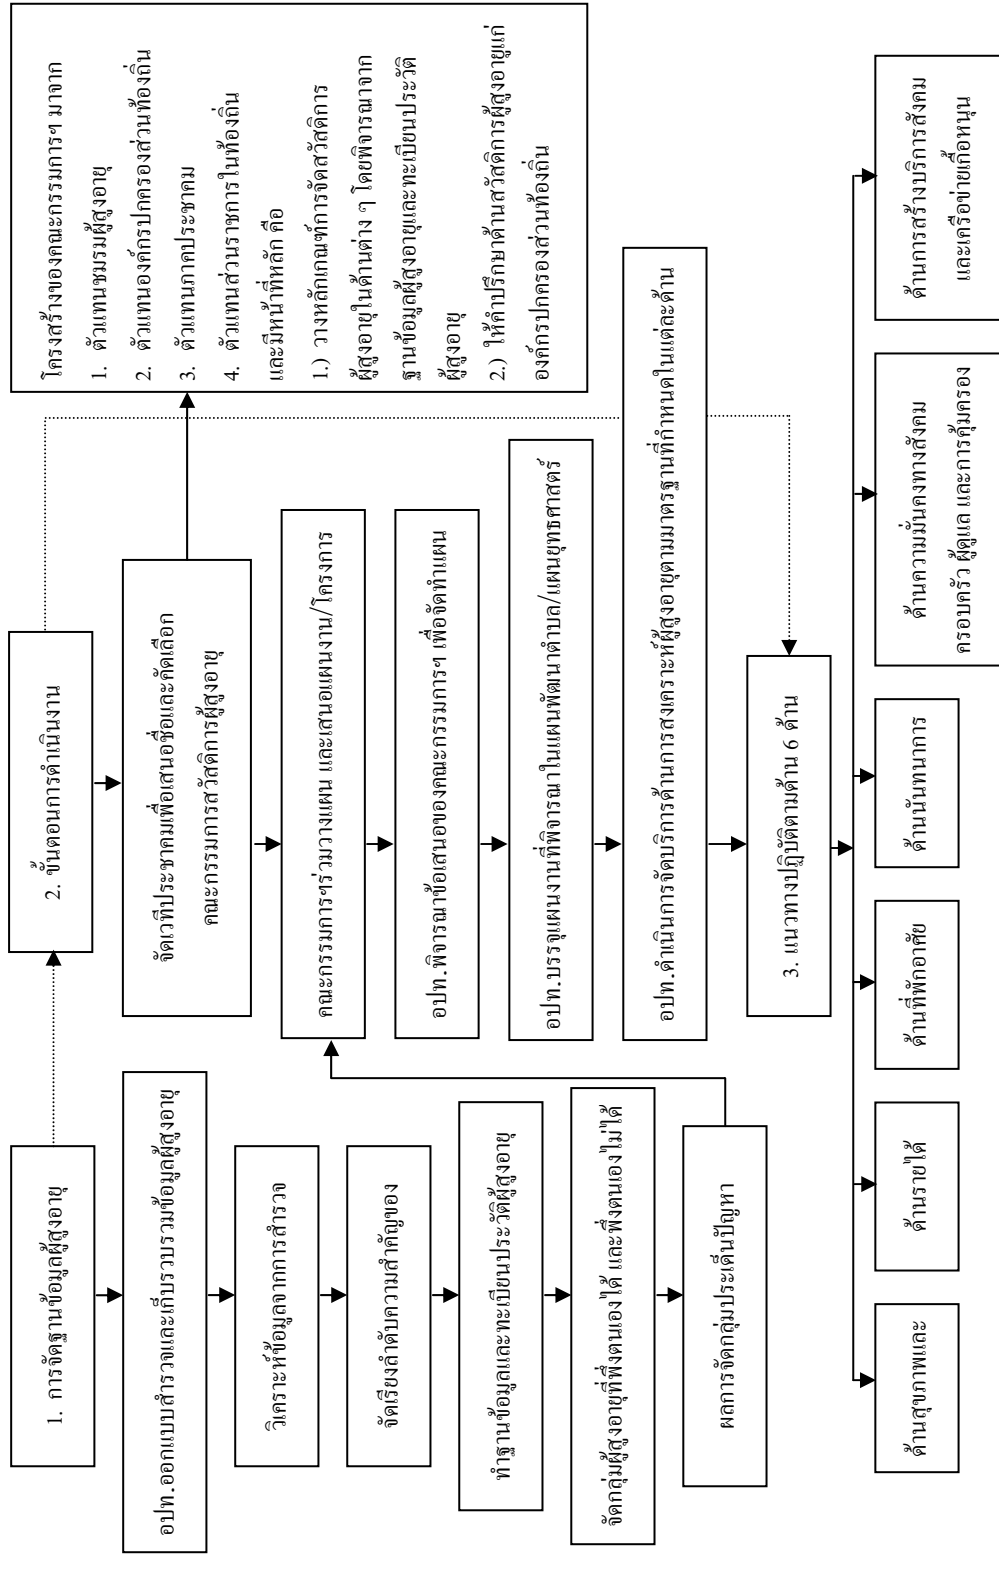 1. การจัดฐานข้อมูลผู้สูงอายุ
อปท.ออกแบบสำรวจและเก็บรวบรวมข้อมูลผู้สูงอายุ
วิเคราะห์ข้อมูลจากการสำรวจ
จัดเรียงลำดับความสำคัญของ
ทำฐานข้อมูลและทะเบียนประวัติผู้สูงอายุ
จัดกลุ่มผู้สูงอายุที่พึ่งตนเองได้ และพึ่งตนเองไม่ได้
ผลการจัดกลุ่มประเด็นปัญหา
2. ขั้นตอนการดำเนินงาน
จัดเวทีประชาคมเพื่อเสนอชื่อและคัดเลือก
คณะกรรมการสวัสดิการผู้สูงอายุ
คณะกรรมการฯร่วมวางแผน และเสนอแผนงาน/โครงการ
อปท.พิจารณาข้อเสนอของคณะกรรมการฯ เพื่อจัดทำแผน
อปท.บรรจุแผนงานที่พิจารณาในแผนพัฒนาตำบล/แผนยุทธศาสตร์
อปท.ดำเนินการจัดบริการด้านการสงเคราะห์ผู้สูงอายุตามมาตรฐานที่กำหนดในแต่ละด้าน
โครงสร้างของคณะกรรมการฯ มาจาก
1. ตัวแทนชมรมผู้สูงอายุ
2. ตัวแทนองค์กรปกครองส่วนท้องถิ่น
3. ตัวแทนภาคประชาคม
4. ตัวแทนส่วนราชการในท้องถิ่น
และมีหน้าที่หลัก คือ
1.) วางหลักเกณฑ์การจัดสวัสดิการ
ผู้สูงอายุในด้านต่าง ๆ โดยพิจารณาจาก
ฐานข้อมูลผู้สูงอายุและทะเบียนประวัติ
ผู้สูงอายุ
2.) ให้คำปรึกษาด้านสวัสดิการผู้สูงอายุแก่
องค์กรปกครองส่วนท้องถิ่น
3. แนวทางปฏิบัติตามด้าน 6 ด้าน
ด้านสุขภาพและ
ด้านรายได้
ด้านที่พักอาศัย
ด้านนันทนาการ
ด้านความมั่นคงทางสังคม
ครอบครัว ผู้ดูแล และการคุ้มครอง
ด้านการสร้างบริการสังคม
และเครือข่ายเกื้อหนุน